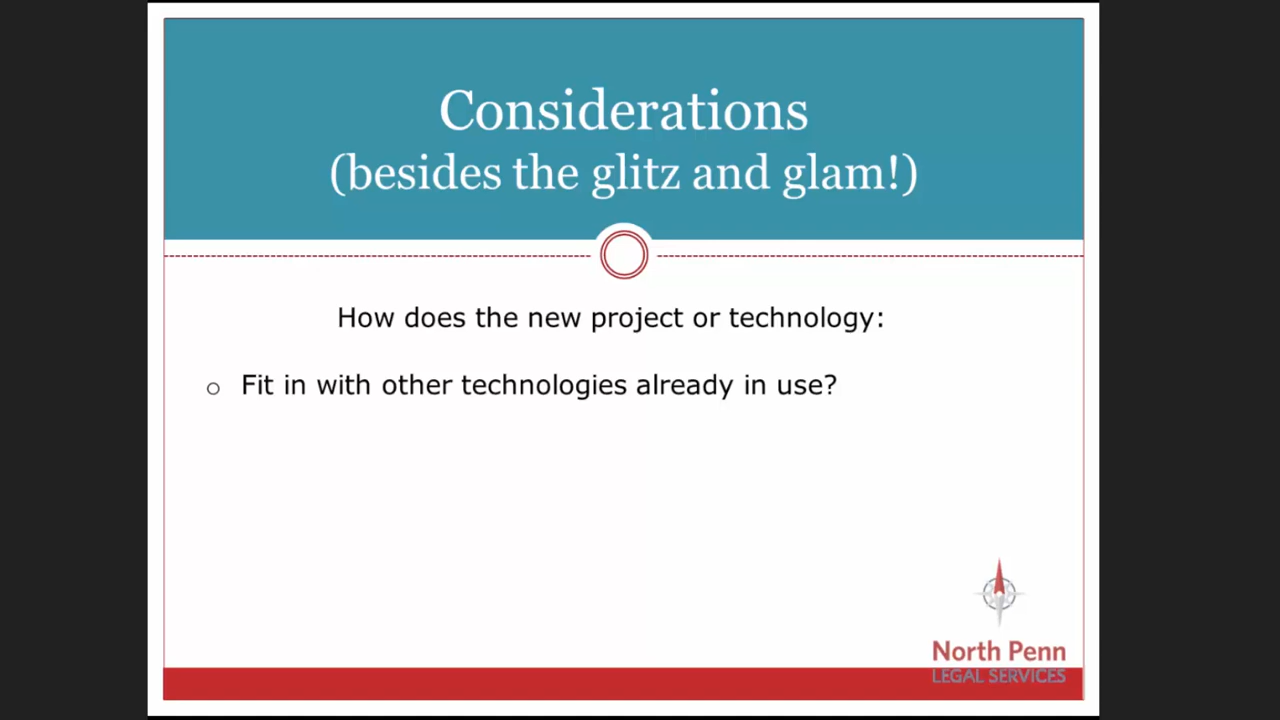 Considerations
(besides the glitz and glam!)
How does the new project or technology:
o Fit in with other technologies already in use?
North Penn
LEGAL SERVICES